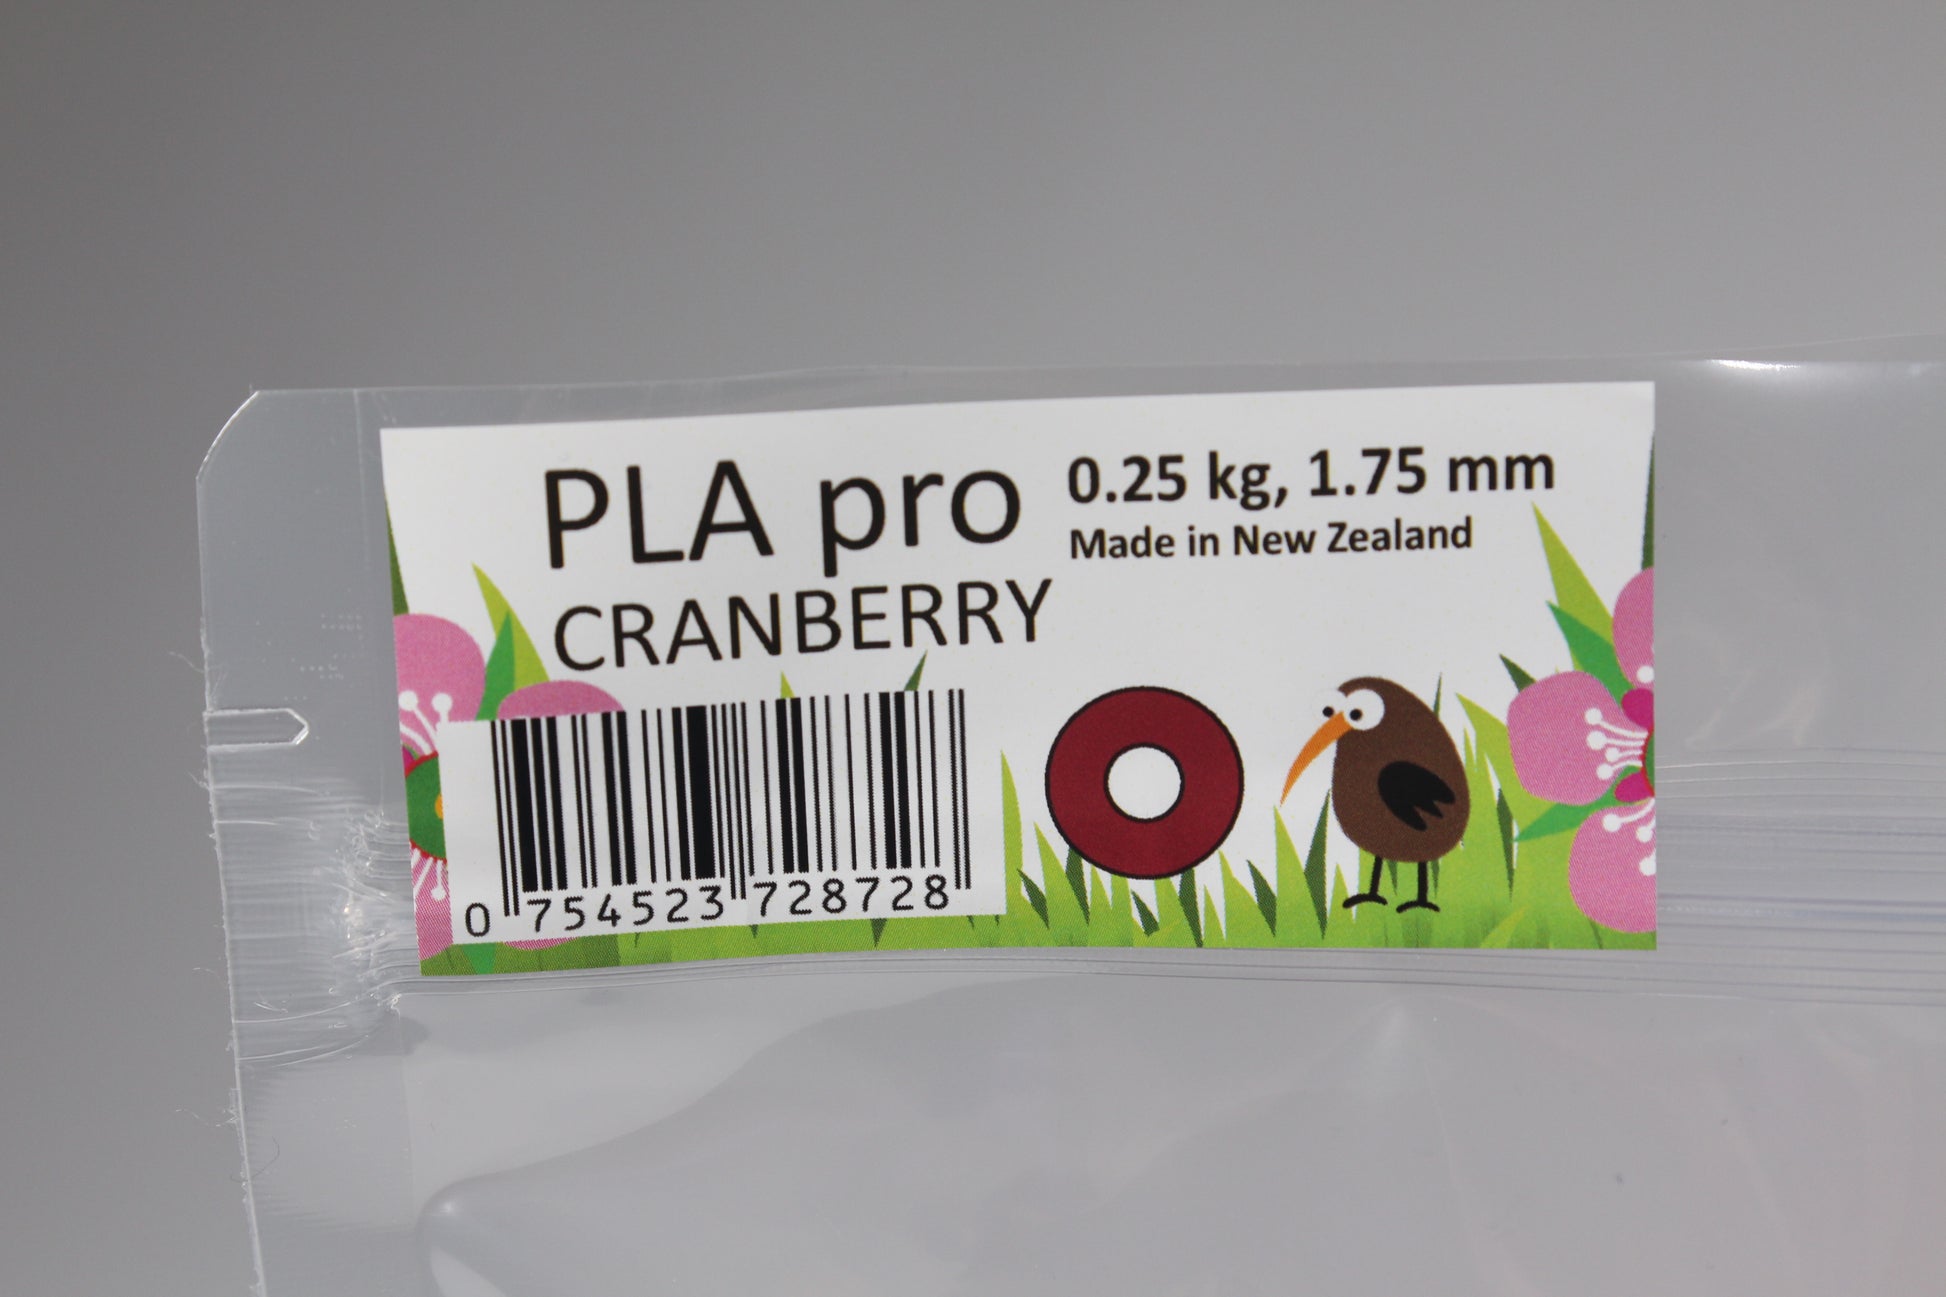 PLA pro
CRANBERRY
0.25 kg, 1.75 mm
Made in New Zealand
0 754523 728728